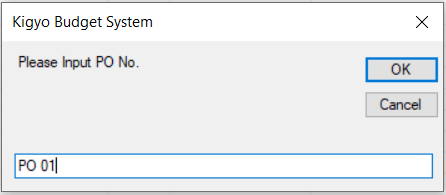 Kigyo Budget System
Please Input PO No.
OK
Cancel
PO 01